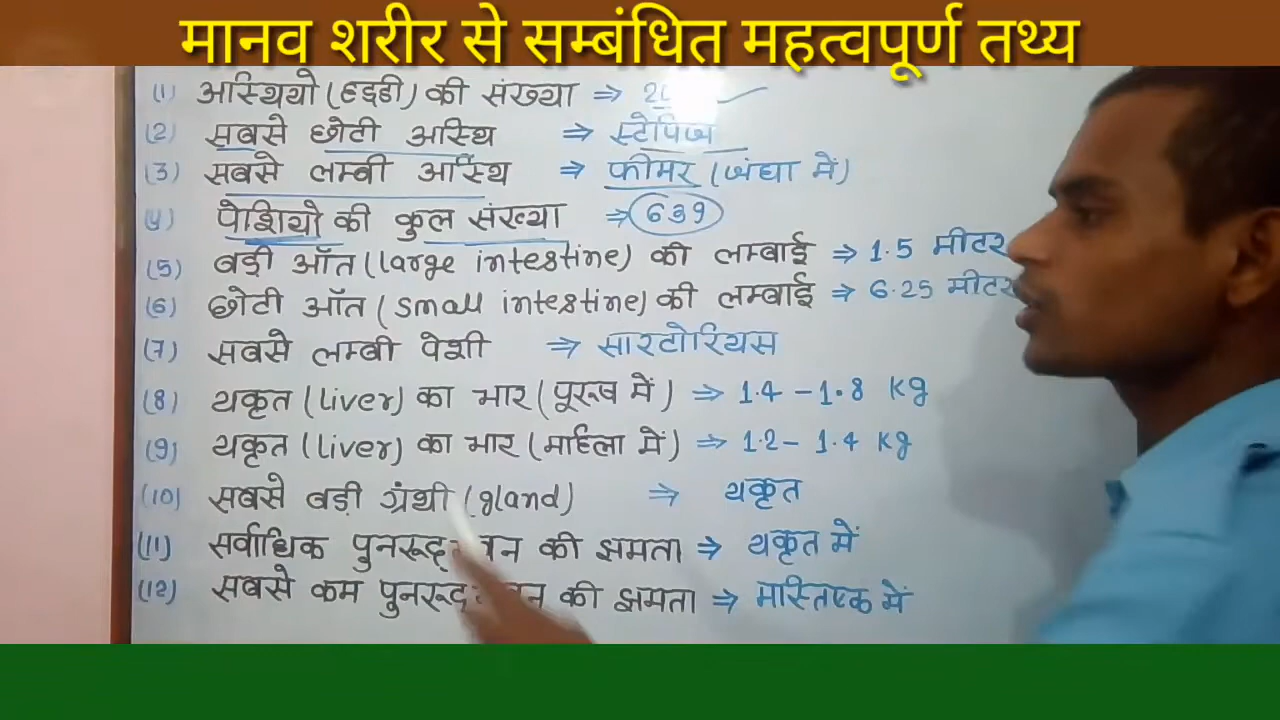 मानव शरीर से सम्बंधित महत्वपूर्ण तथ्य
(1) अस्थियो (हड्डी) की संख्या ⇒
(2) सबसे छोटी अस्थि ⇒ स्टेपिज
(3) सबसे लम्बी अस्थि ⇒ फीमर (जंघा में)
(4) पेशियो की कुल संख्या ⇒ 639
(5) बड़ी ऑत (large intestine) की लम्बाई ⇒ 1.5 मीटर
(6) छोटी ऑत (small intestine) की लम्बाई ⇒ 6.25 मीटर
(7) सबसे लम्बी पेशी ⇒ सारटोरियस
(8) यकृत (liver) का भार (पूरूष में) ⇒ 1.4 - 1.8 kg
(9) यकृत (liver) का भार (महिला में) ⇒ 1.2 - 1.4 kg
(10) सबसे बड़ी ग्रंथी (gland) ⇒ यकृत
(11) सर्वाधिक की क्षमता ⇒ यकृत में
(12) सबसे कम की क्षमता ⇒ मस्तिष्क में